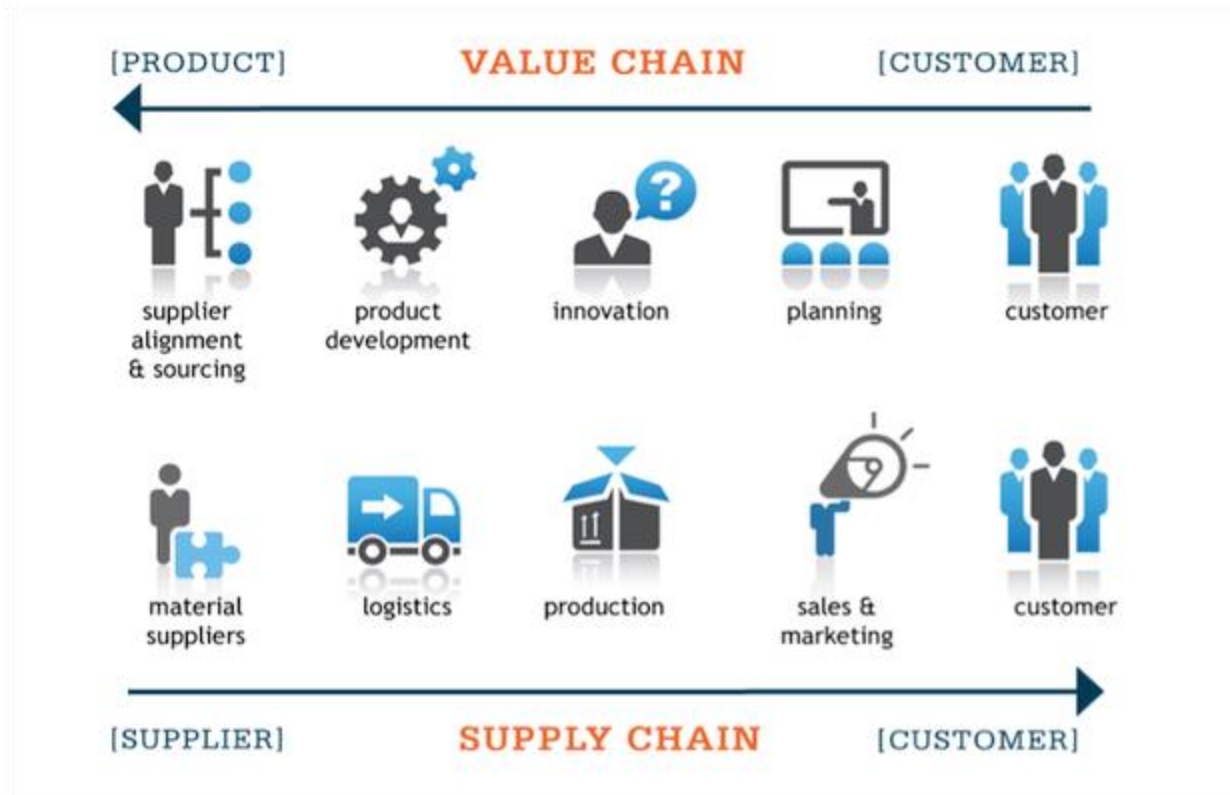 [PRODUCT] VALUE CHAIN [CUSTOMER]
?
supplier alignment & sourcing
product development
innovation
planning
customer
material suppliers
logistics
production
sales & marketing
customer
[SUPPLIER] SUPPLY CHAIN [CUSTOMER]